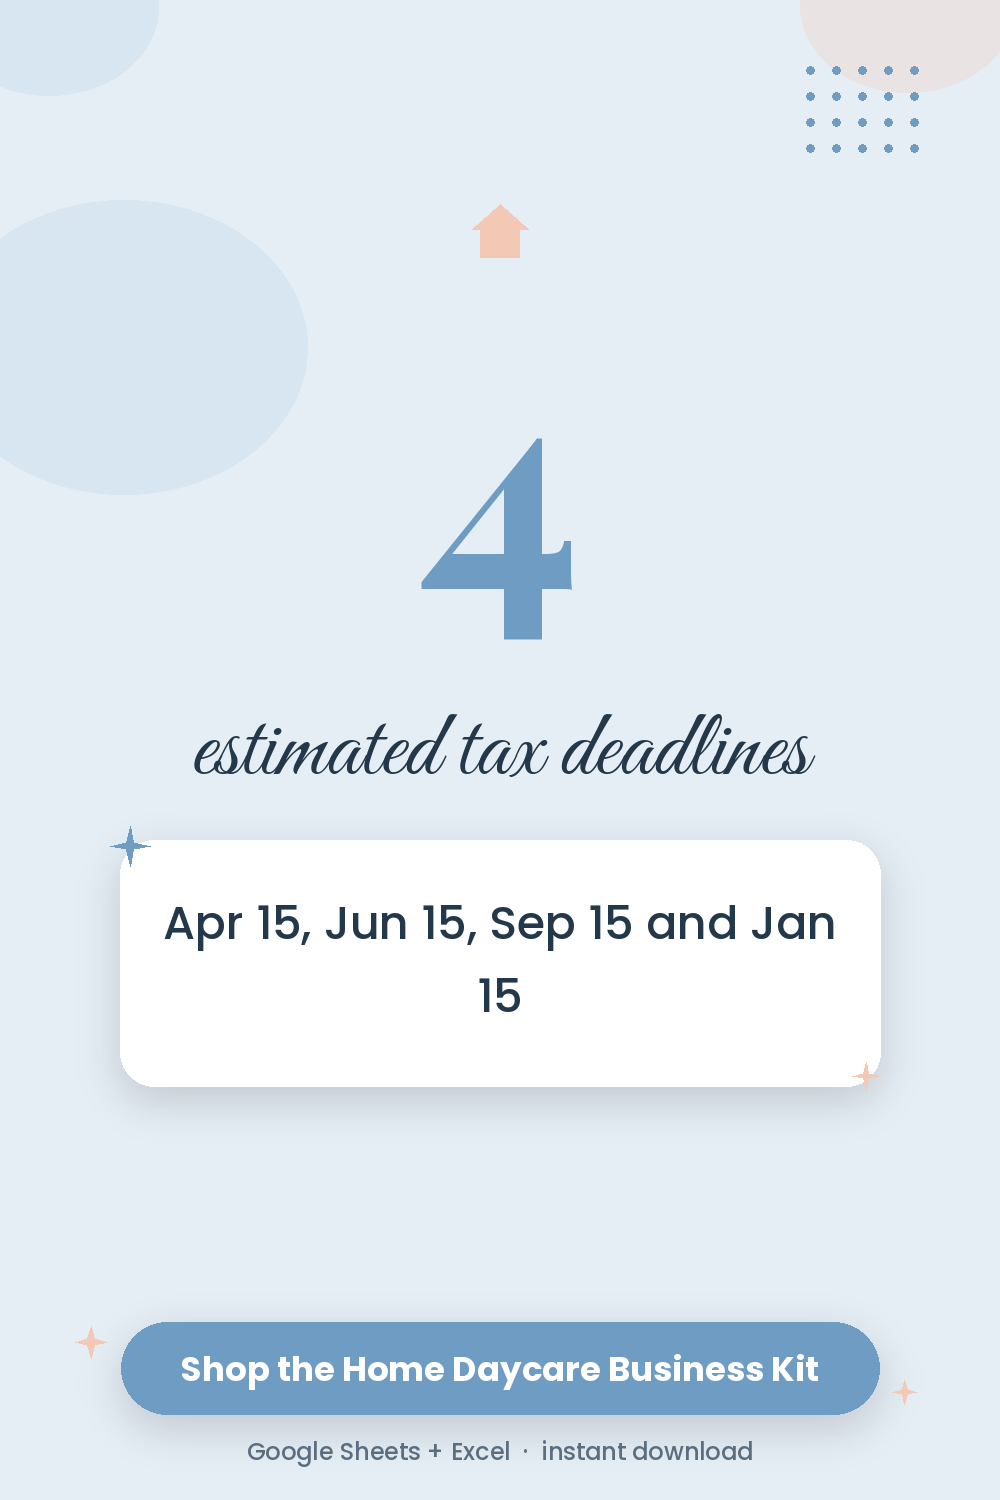 4
estimated tax deadlines
Apr 15, Jun 15, Sep 15 and Jan
15
Shop the Home Daycare Business Kit
Google Sheets + Excel · instant download